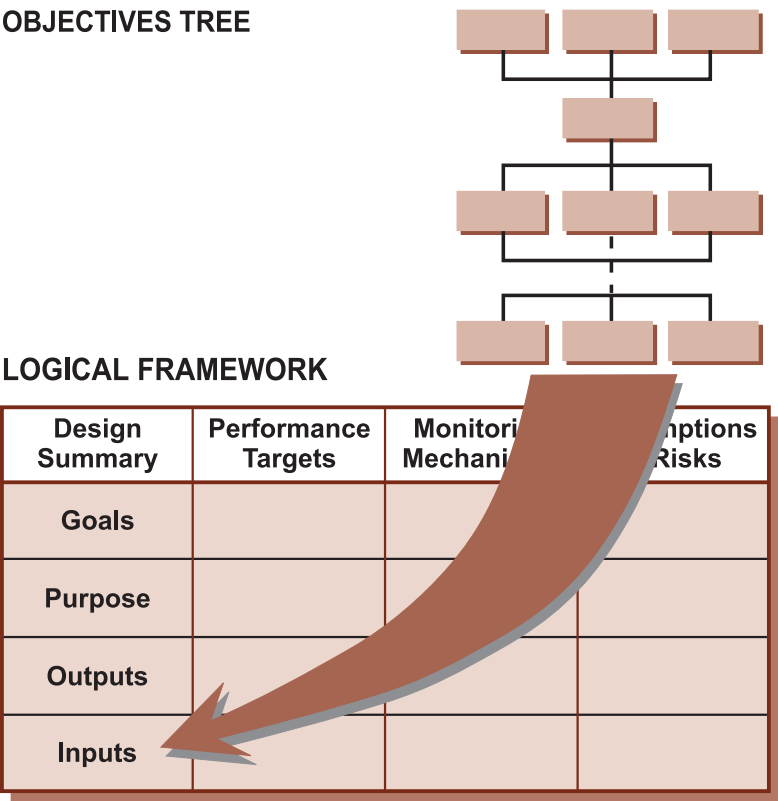 OBJECTIVES TREE
LOGICAL FRAMEWORK
Design
Summary
Performance
Targets
Monitori
Mechani
mptions
Risks
Goals
Purpose
Outputs
Inputs